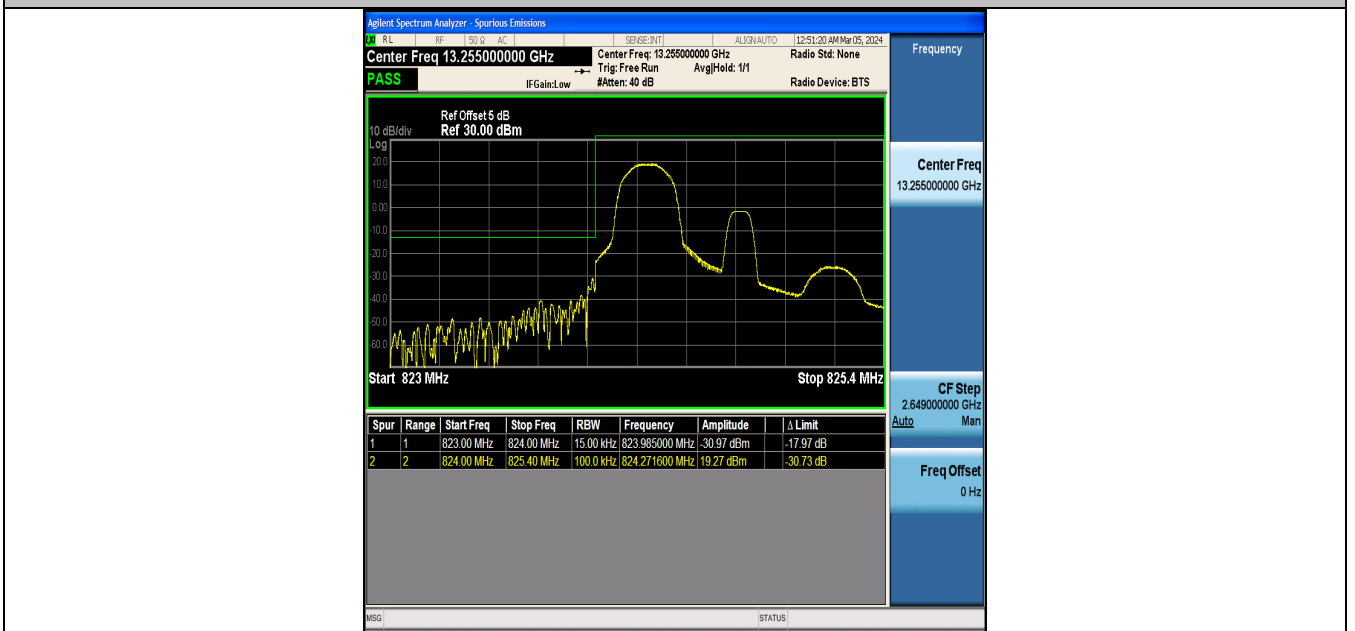 Agilent Spectrum Analyzer - Spurious Emissions
LXI RL RF 50 Ω AC SENSE:INT ALIGN AUTO 12:51:20 AM Mar 05, 2024
Center Freq 13.255000000 GHz
Center Freq: 13.255000000 GHz Radio Std: None
Trig: Free Run Avg|Hold: 1/1
PASS
IFGain:Low #Atten: 40 dB Radio Device: BTS
Ref Offset 5 dB
10 dB/div Ref 30.00 dBm
Log
20.0
10.0
0.00
-10.0
-20.0
-30.0
-40.0
-50.0
-60.0
Start 823 MHz Stop 825.4 MHz
Spur Range Start Freq Stop Freq RBW Frequency Amplitude Δ Limit
1 1 823.00 MHz 824.00 MHz 15.00 kHz 823.985000 MHz -30.97 dBm -17.97 dB
2 2 824.00 MHz 825.40 MHz 100.0 kHz 824.271600 MHz 19.27 dBm -30.73 dB
MSG STATUS
Frequency
Center Freq
13.255000000 GHz
CF Step
2.649000000 GHz
Auto Man
Freq Offset
0 Hz